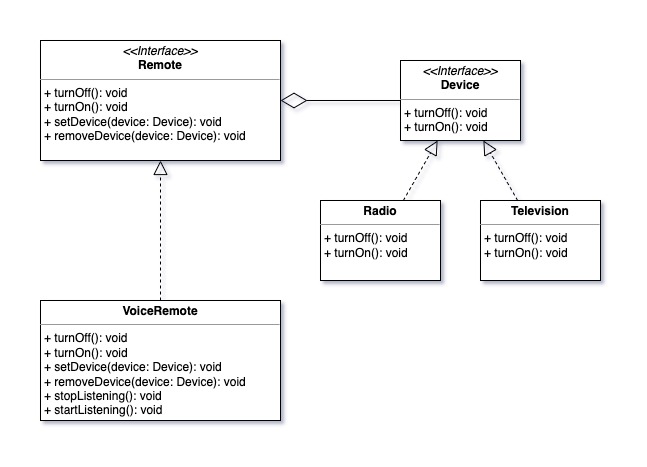 <<Interface>>
Remote
+ turnOff(): void
+ turnOn(): void
+ setDevice(device: Device): void
+ removeDevice(device: Device): void
<<Interface>>
Device
+ turnOff(): void
+ turnOn(): void
Radio
+ turnOff(): void
+ turnOn(): void
Television
+ turnOff(): void
+ turnOn(): void
VoiceRemote
+ turnOff(): void
+ turnOn(): void
+ setDevice(device: Device): void
+ removeDevice(device: Device): void
+ stopListening(): void
+ startListening(): void